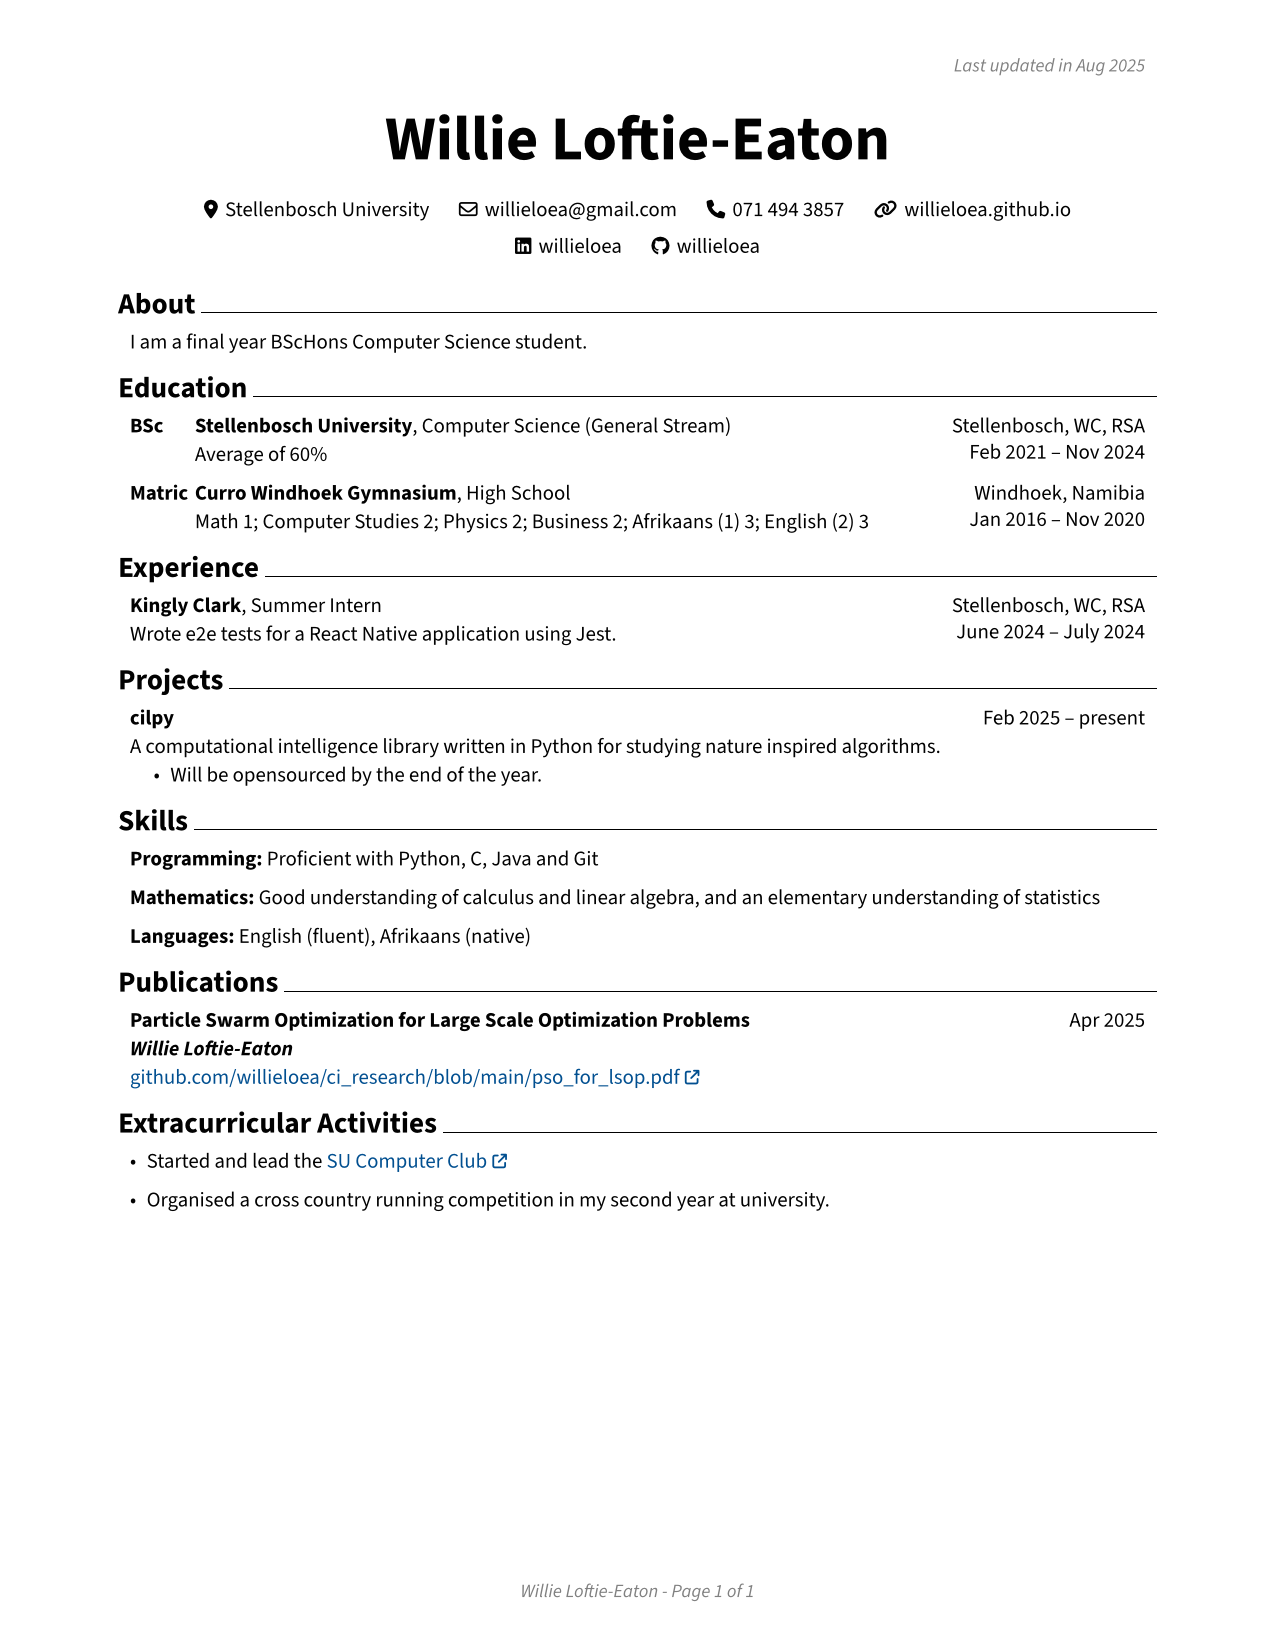 Last updated in Aug 2025
Willie Loftie-Eaton
Stellenbosch University willieloea@gmail.com 071 494 3857 willieloea.github.io
willieloea willieloea
About
I am a final year BScHons Computer Science student.
Education
BSc Stellenbosch University, Computer Science (General Stream) Stellenbosch, WC, RSA
Average of 60% Feb 2021 – Nov 2024
Matric Curro Windhoek Gymnasium, High School Windhoek, Namibia
Math 1; Computer Studies 2; Physics 2; Business 2; Afrikaans (1) 3; English (2) 3 Jan 2016 – Nov 2020
Experience
Kingly Clark, Summer Intern Stellenbosch, WC, RSA
Wrote e2e tests for a React Native application using Jest. June 2024 – July 2024
Projects
cilpy Feb 2025 – present
A computational intelligence library written in Python for studying nature inspired algorithms.
• Will be opensourced by the end of the year.
Skills
Programming: Proficient with Python, C, Java and Git
Mathematics: Good understanding of calculus and linear algebra, and an elementary understanding of statistics
Languages: English (fluent), Afrikaans (native)
Publications
Particle Swarm Optimization for Large Scale Optimization Problems Apr 2025
Willie Loftie-Eaton
github.com/willieloea/ci_research/blob/main/pso_for_lsop.pdf
Extracurricular Activities
• Started and lead the SU Computer Club
• Organised a cross country running competition in my second year at university.
Willie Loftie-Eaton - Page 1 of 1